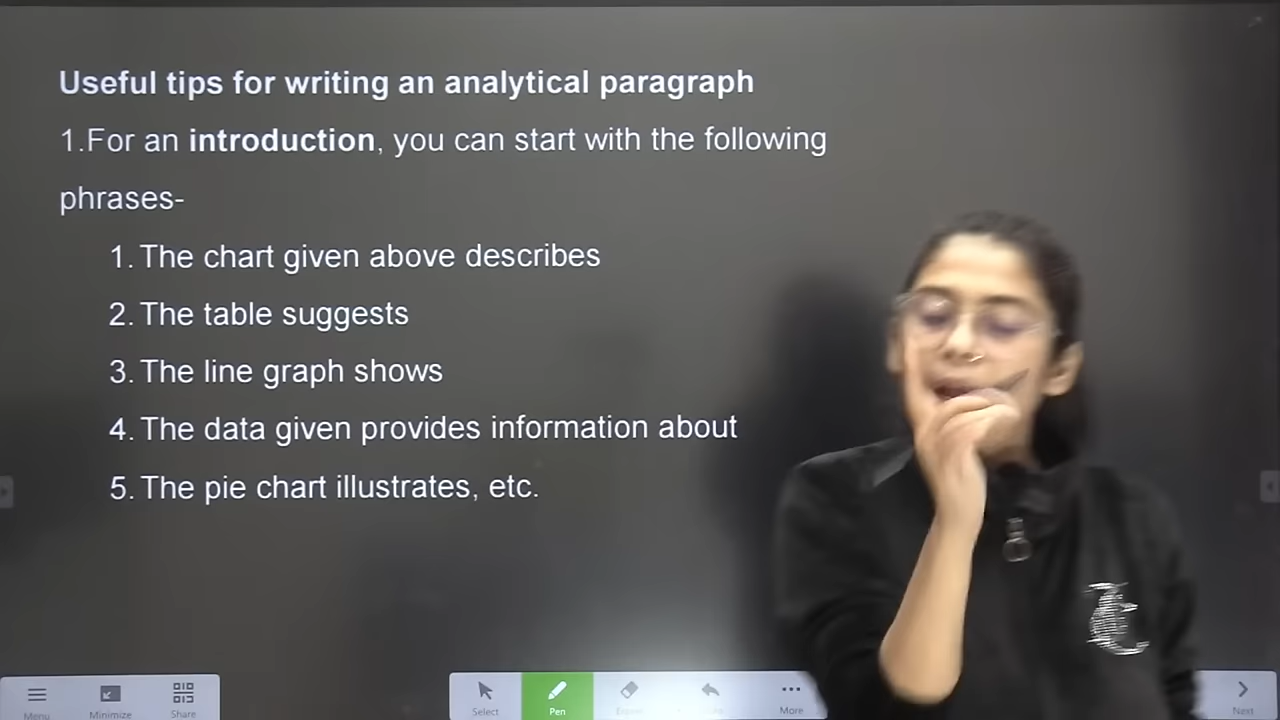 Useful tips for writing an analytical paragraph
1.For an introduction, you can start with the following
phrases-
1. The chart given above describes
2. The table suggests
3. The line graph shows
4. The data given provides information about
5. The pie chart illustrates, etc.
Menu
Minimize
Share
Select
Pen
More
Next